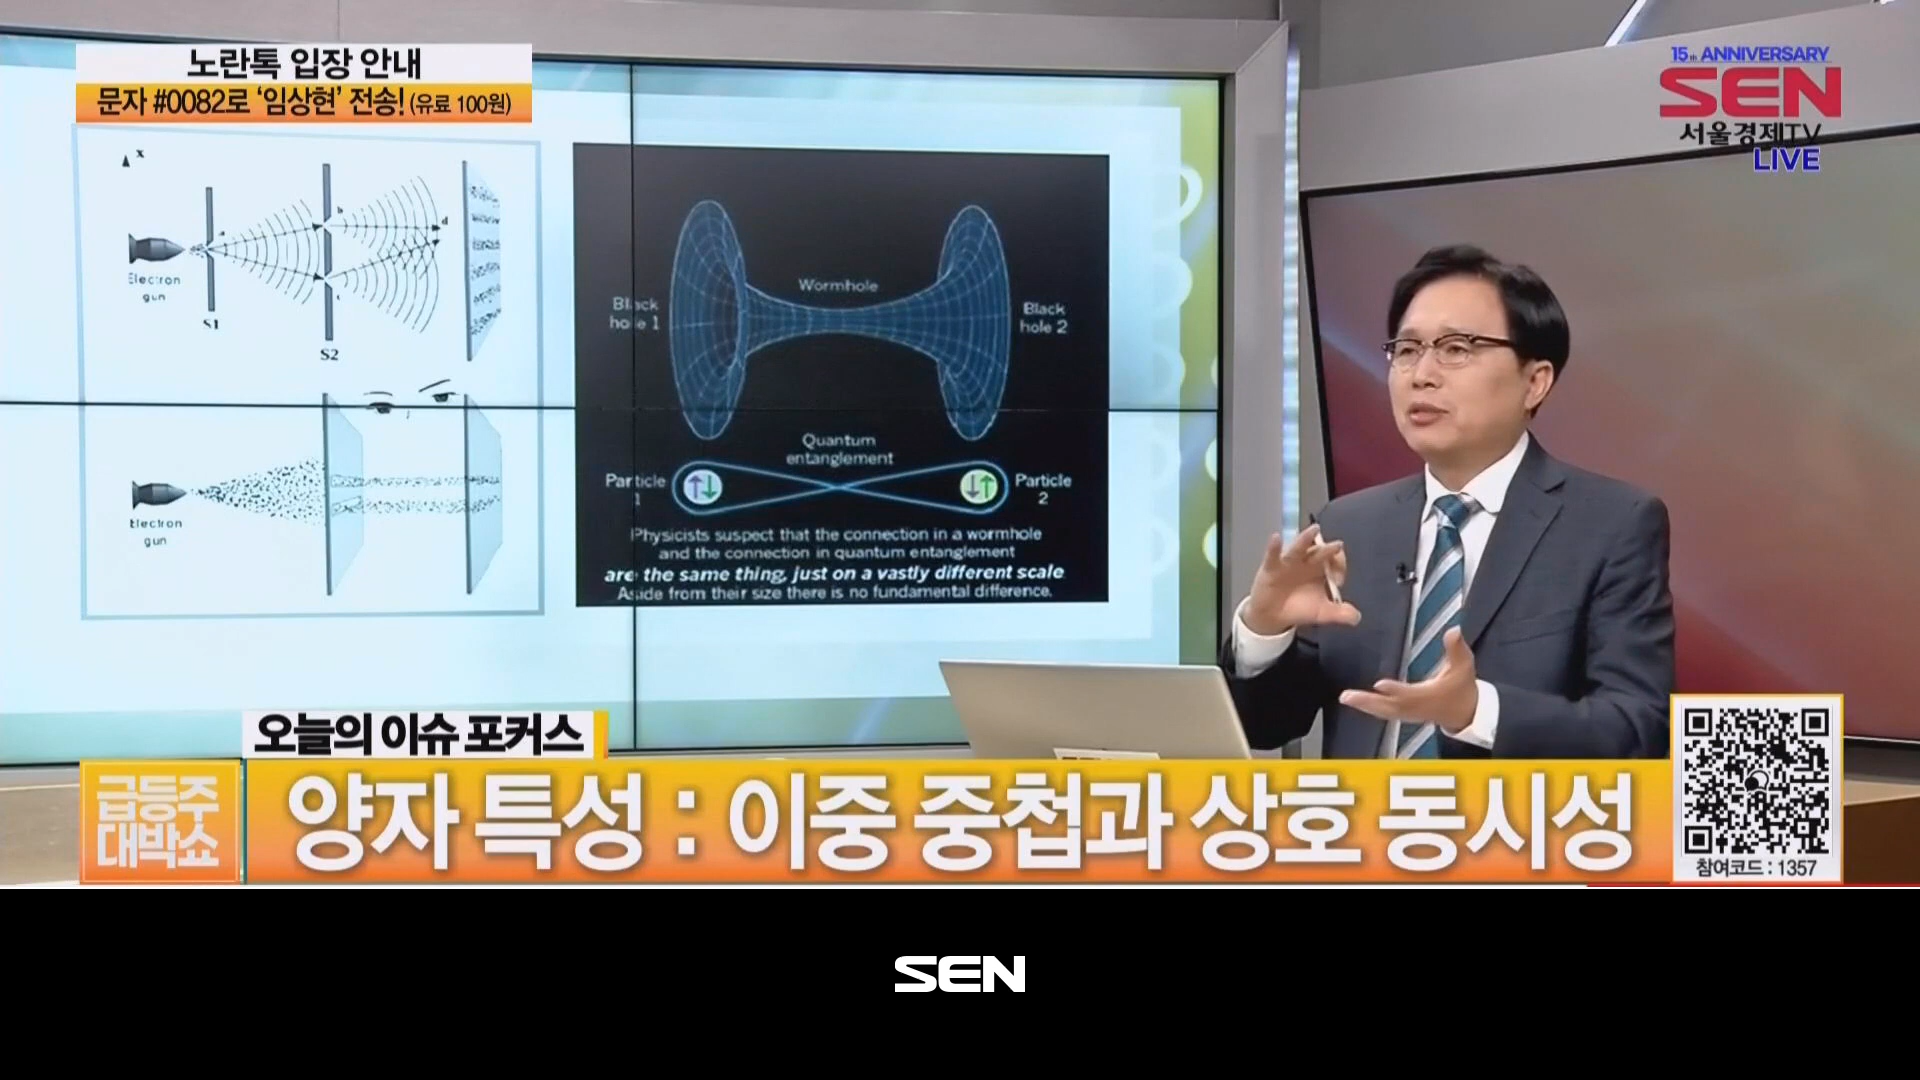 노란톡 입장 안내
문자 #0082로 '임상현' 전송! (유료 100원)
15th ANNIVERSARY
SEN
서울경제TV
LIVE
x
a
b
c
d
Electron
gun
S1
S2
Electron
gun
Wormhole
Black
hole 1
Black
hole 2
Quantum
entanglement
Particle
1
Particle
2
Physicists suspect that the connection in a wormhole
and the connection in quantum entanglement
are the same thing, just on a vastly different scale
Aside from their size there is no fundamental difference.
오늘의 이슈 포커스
급등주
대박쇼
양자 특성 : 이중 중첩과 상호 동시성
참여코드 : 1357
SEN